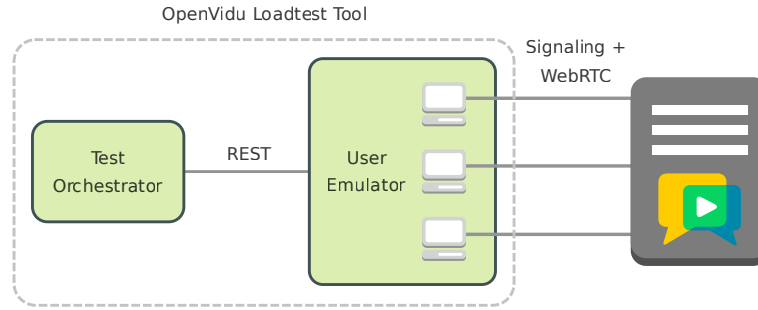 OpenVidu Loadtest Tool
Signaling +
WebRTC
Test
Orchestrator
REST
User
Emulator